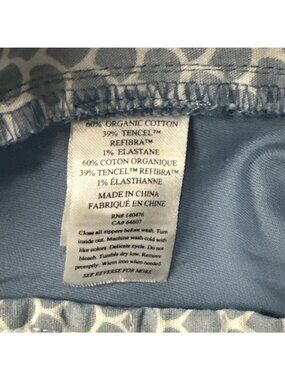 60% ORGANIC COTTON
39% TENCEL™
REFIBRA™
1% ELASTANE
60% COTON ORGANIQUE
39% TENCEL™ REFIBRA™
1% ÉLASTHANNE
MADE IN CHINA
FABRIQUÉ EN CHINE
RN# 140476
CA# 64607
Close all zippers before wash. Turn
inside out. Machine wash cold with
like colors. Delicate cycle. Do not
bleach. Tumble dry low. Remove
promptly. Warm iron when needed.
SEE REVERSE FOR MORE